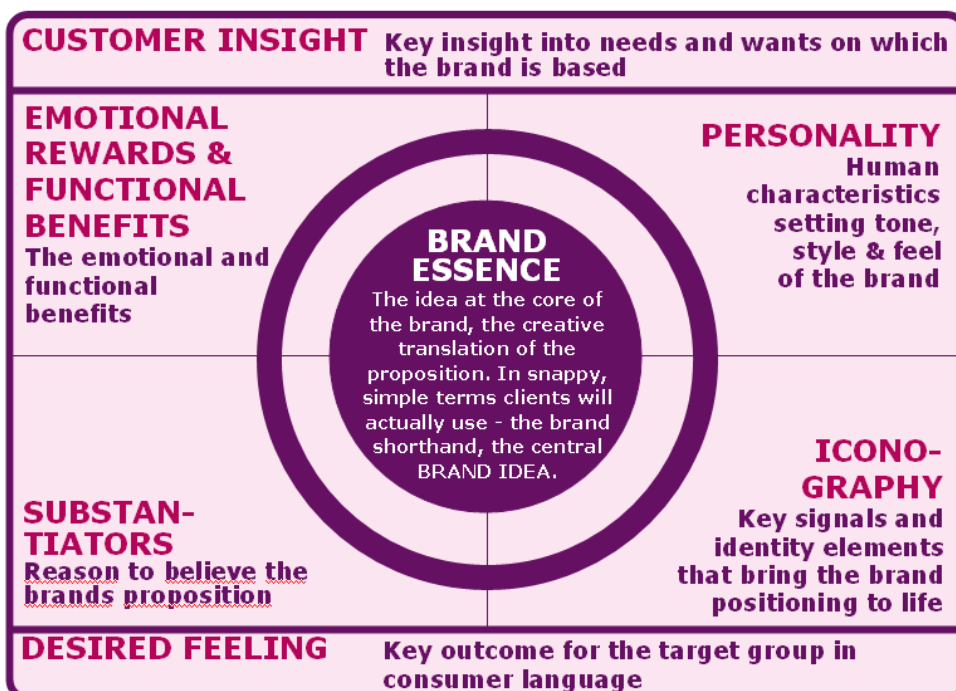 CUSTOMER INSIGHT Key insight into needs and wants on which
the brand is based
EMOTIONAL
REWARDS &
FUNCTIONAL
BENEFITS
The emotional and
functional
benefits
PERSONALITY
Human
characteristics
setting tone,
style & feel
of the brand
BRAND
ESSENCE
The idea at the core of
the brand, the creative
translation of the
proposition. In snappy,
simple terms clients will
actually use - the brand
shorthand, the central
BRAND IDEA.
SUBSTAN-
TIATORS
Reason to believe the
brands proposition
ICONO-
GRAPHY
Key signals and
identity elements
that bring the brand
positioning to life
DESIRED FEELING Key outcome for the target group in
consumer language